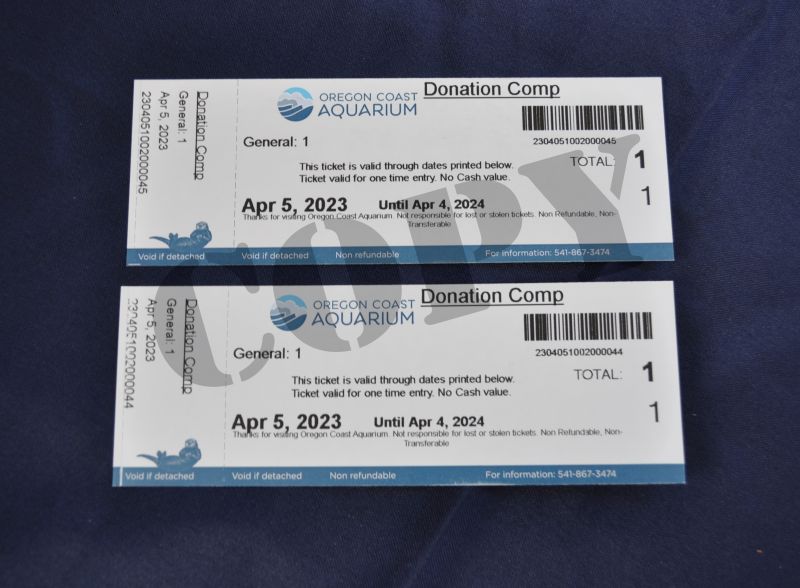 Donation Comp
General: 1
Apr 5, 2023
2304051002000045
OREGON COAST
AQUARIUM
Donation Comp
2304051002000045
General: 1
TOTAL: 1
1
This ticket is valid through dates printed below.
Ticket valid for one time entry. No Cash value.
Apr 5, 2023 Until Apr 4, 2024
Thanks for visiting Oregon Coast Aquarium. Not responsible for lost or stolen tickets. Non Refundable, Non-
Transferable
Void if detached Void if detached Non refundable For information: 541-867-3474
COPY
Donation Comp
General: 1
Apr 5, 2023
2304051002000044
OREGON COAST
AQUARIUM
Donation Comp
2304051002000044
General: 1
TOTAL: 1
1
This ticket is valid through dates printed below.
Ticket valid for one time entry. No Cash value.
Apr 5, 2023 Until Apr 4, 2024
Thanks for visiting Oregon Coast Aquarium. Not responsible for lost or stolen tickets. Non Refundable, Non-
Transferable
Void if detached Void if detached Non refundable For information: 541-867-3474